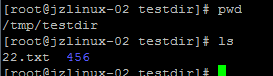 [root@jzlinux-02 testdir]# pwd
/tmp/testdir
[root@jzlinux-02 testdir]# ls
22.txt  456
[root@jzlinux-02 testdir]#